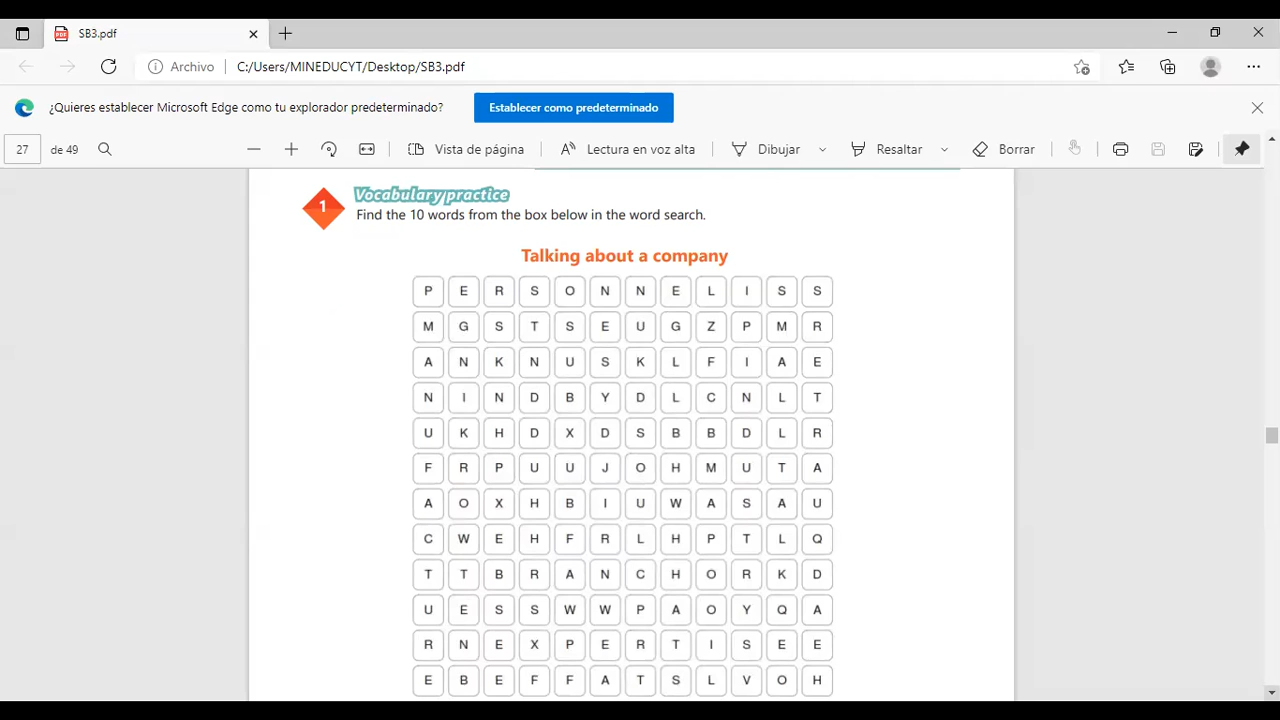 SB3.pdf
Archivo C:/Users/MINEDUCYT/Desktop/SB3.pdf
¿Quieres establecer Microsoft Edge como tu explorador predeterminado? Establecer como predeterminado
27 de 49 Vista de página Lectura en voz alta Dibujar Resaltar Borrar
1 Vocabulary practice
Find the 10 words from the box below in the word search.
Talking about a company
P E R S O N N E L I S S
M G S T S E U G Z P M R
A N K N U S K L F I A E
N I N D B Y D L C N L T
U K H D X D S B B D L R
F R P U U J O H M U T A
A O X H B I U W A S A U
C W E H F R L H P T L Q
T T B R A N C H O R K D
U E S S W W P A O Y Q A
R N E X P E R T I S E E
E B E F F A T S L V O H